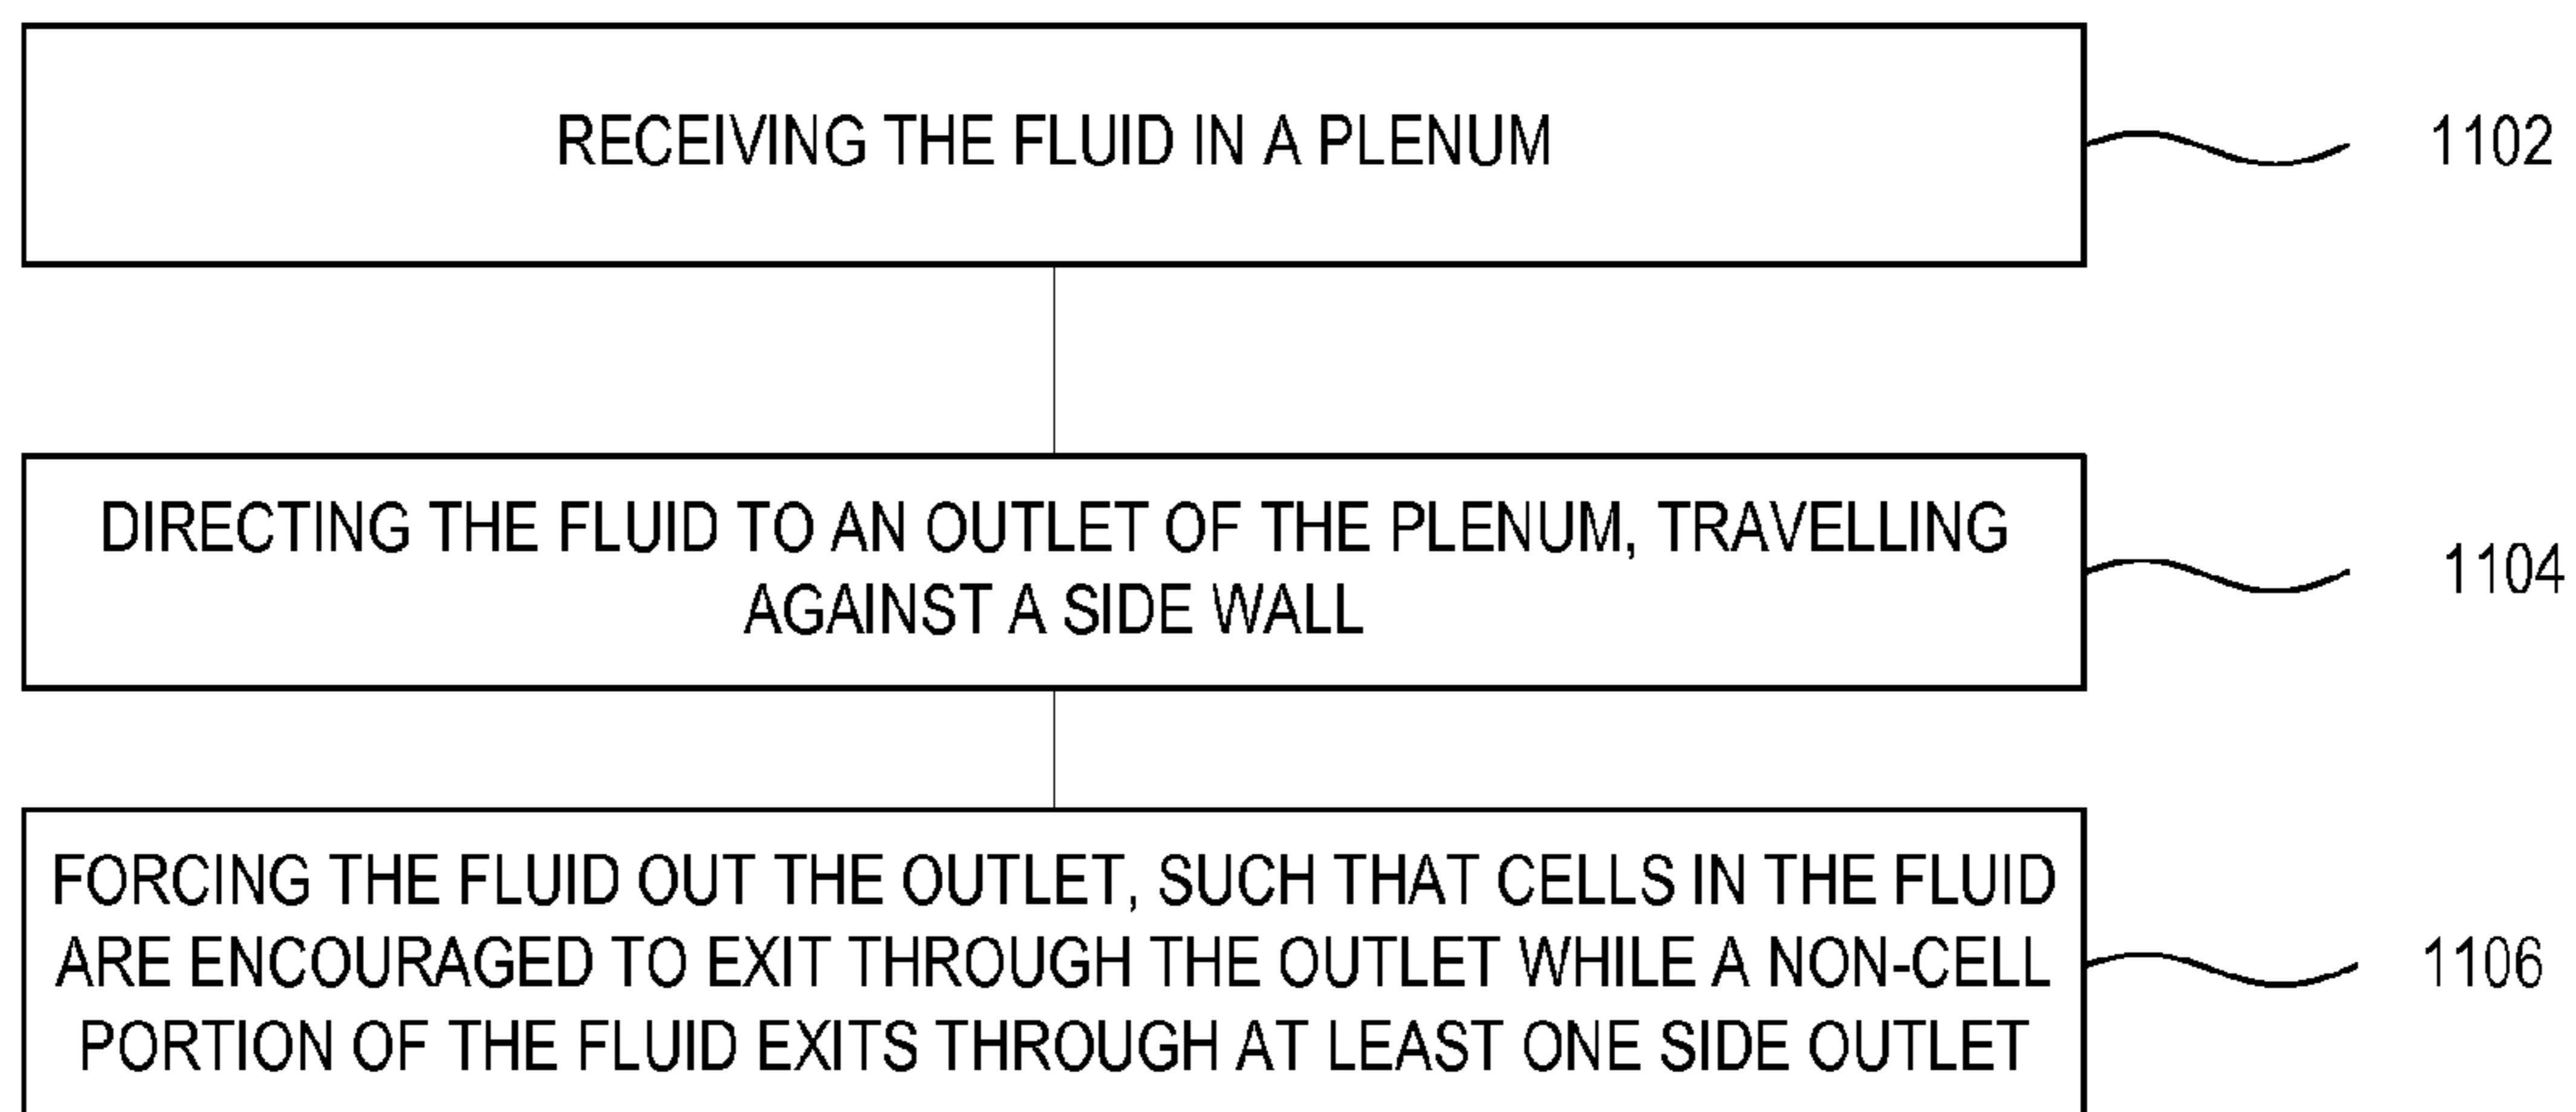 RECEIVING THE FLUID IN A PLENUM
1102
DIRECTING THE FLUID TO AN OUTLET OF THE PLENUM, TRAVELLING
AGAINST A SIDE WALL
1104
FORCING THE FLUID OUT THE OUTLET, SUCH THAT CELLS IN THE FLUID
ARE ENCOURAGED TO EXIT THROUGH THE OUTLET WHILE A NON-CELL
PORTION OF THE FLUID EXITS THROUGH AT LEAST ONE SIDE OUTLET
1106